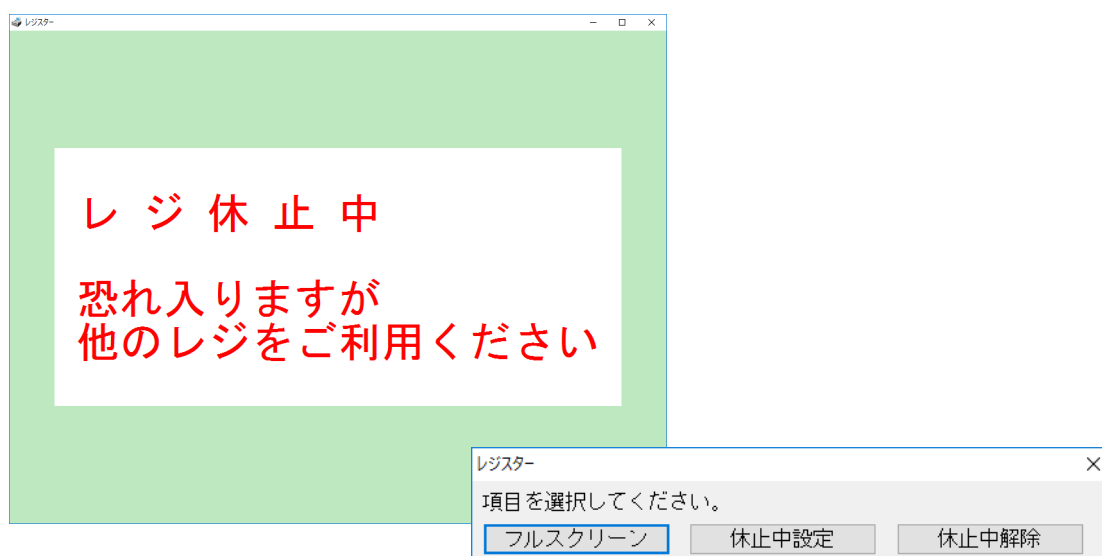 レジスター
レジ休止中
恐れ入りますが
他のレジをご利用ください
レジスター
項目を選択してください。
フルスクリーン 休止中設定 休止中解除